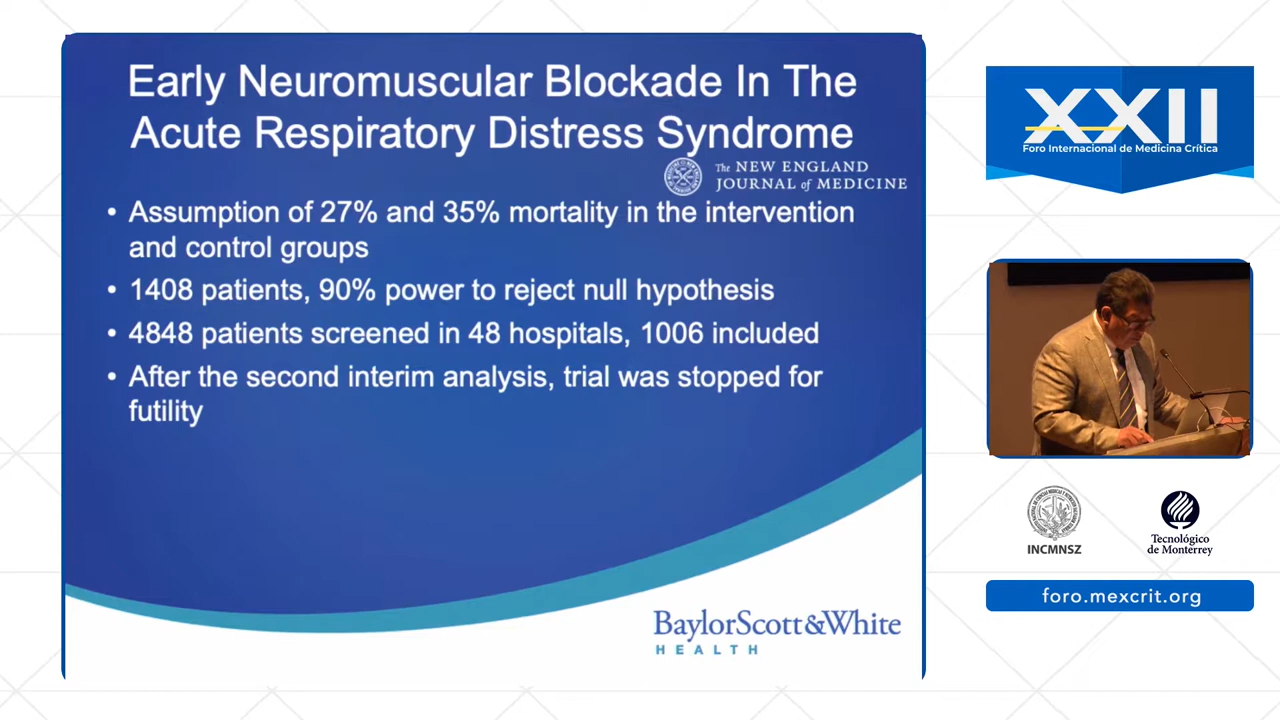 Early Neuromuscular Blockade In The
Acute Respiratory Distress Syndrome
The NEW ENGLAND
JOURNAL of MEDICINE
• Assumption of 27% and 35% mortality in the intervention
and control groups
• 1408 patients, 90% power to reject null hypothesis
• 4848 patients screened in 48 hospitals, 1006 included
• After the second interim analysis, trial was stopped for
futility
BaylorScott&White
HEALTH
XXII
Foro Internacional de Medicina Crítica
INCMNSZ
Tecnológico
de Monterrey
foro.mexcrit.org